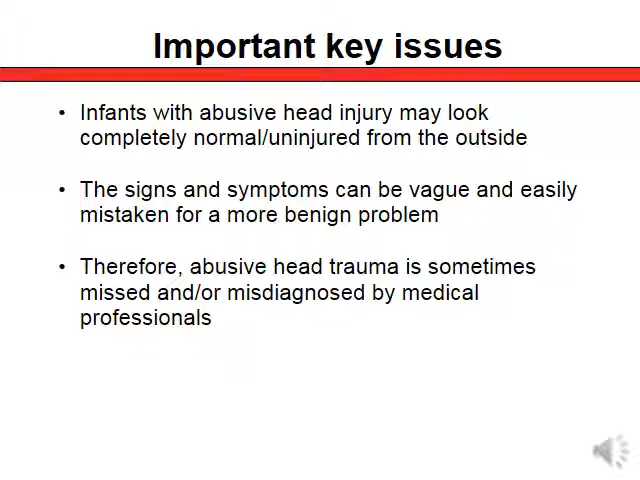 Important key issues
• Infants with abusive head injury may look
completely normal/uninjured from the outside
• The signs and symptoms can be vague and easily
mistaken for a more benign problem
• Therefore, abusive head trauma is sometimes
missed and/or misdiagnosed by medical
professionals